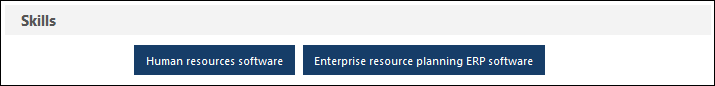 Skills
Human resources software Enterprise resource planning ERP software